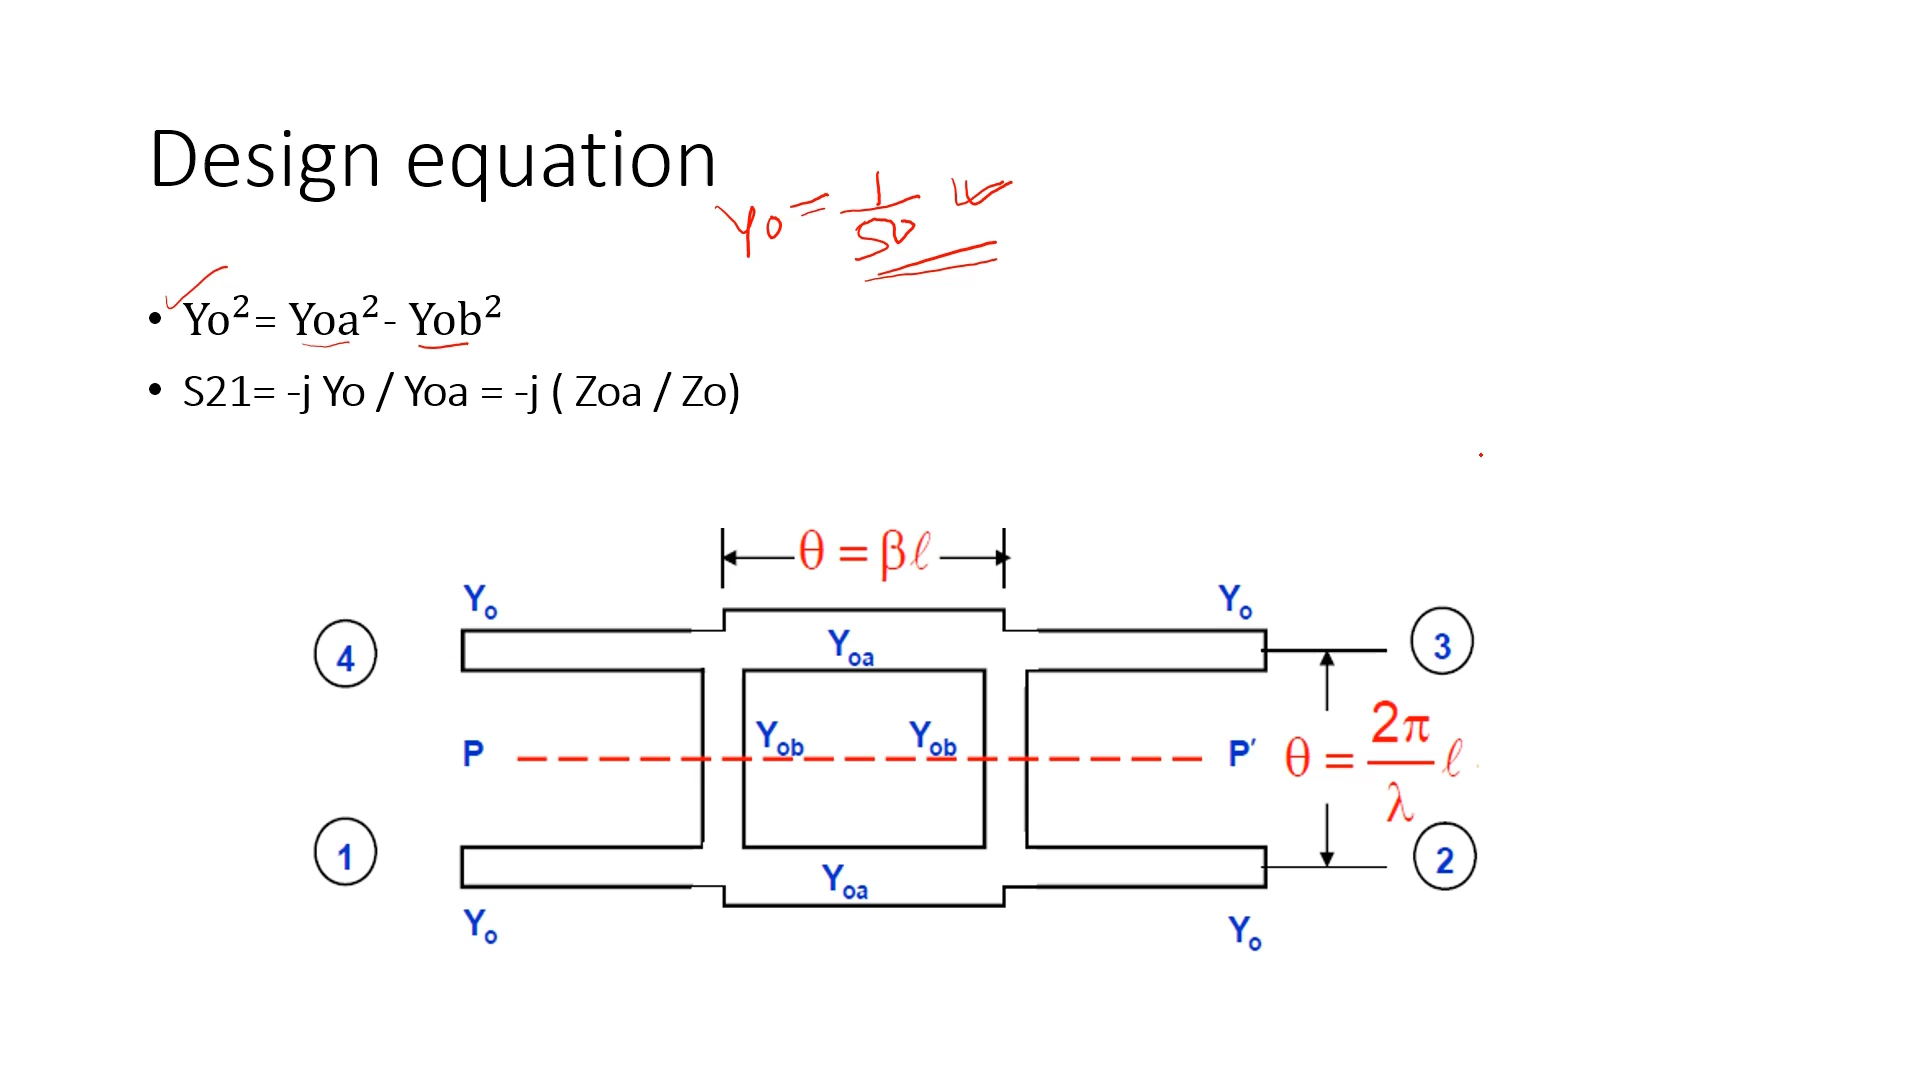 Design equation
Yo = 1/50
• Yo²= Yoa²- Yob²
• S21= -j Yo / Yoa = -j ( Zoa / Zo)
θ = βℓ
Yo Yo
4 Yoa 3
P Yob Yob P′ θ = 2π/λ ℓ
1 Yoa 2
Yo Yo